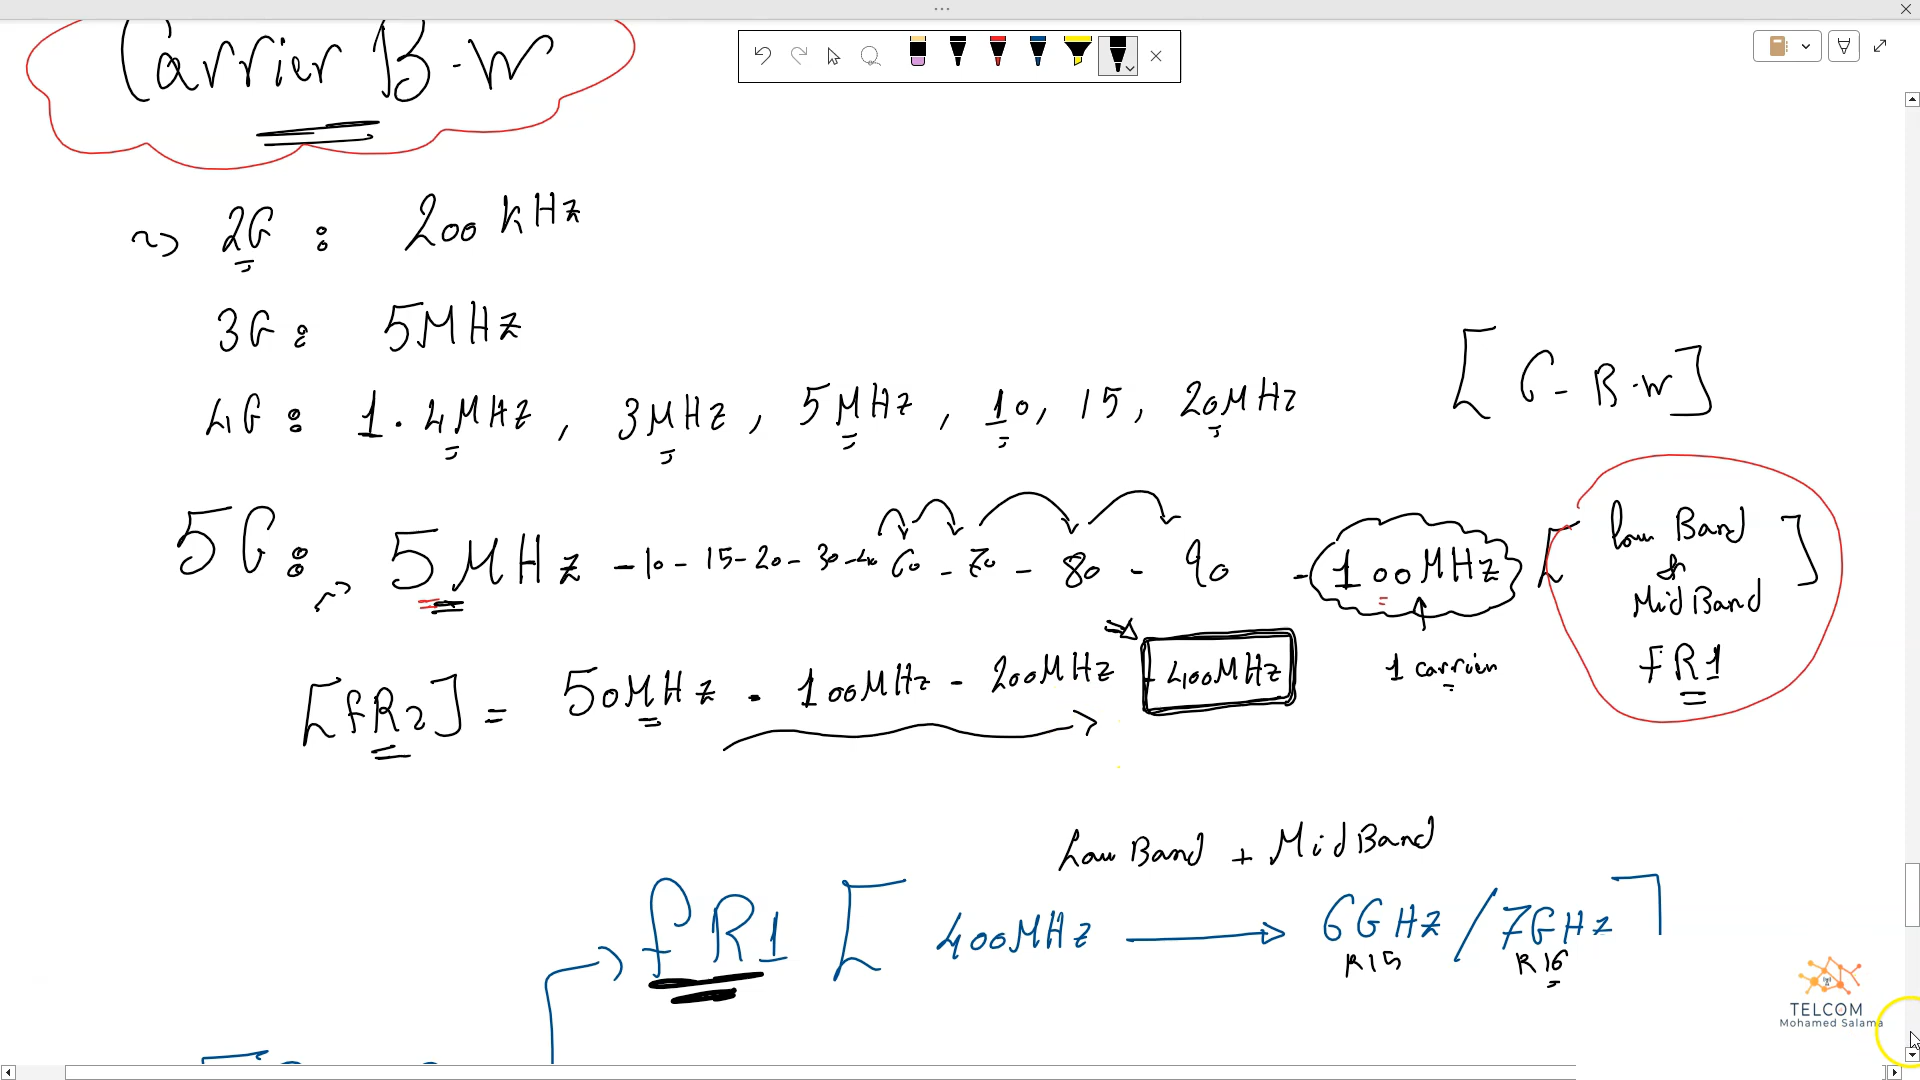 Carrier B.W
2G : 200 kHz
3G : 5MHz
4G : 1.4MHz , 3MHz , 5MHz , 10, 15, 20MHz
[C-B.W]
5G: 5MHz - 10 - 15 - 20 - 30 - 40 60 - 70 - 80 - 90 - 100MHz [Low Band
&
Mid Band]
FR1
1 carrier
[FR2] = 50MHz - 100MHz - 200MHz - 400MHz
Low Band + Mid Band
FR1 [ 400MHz → 6GHz / 7GHz ]
R15 R16
TELCOM
Mohamed Salama